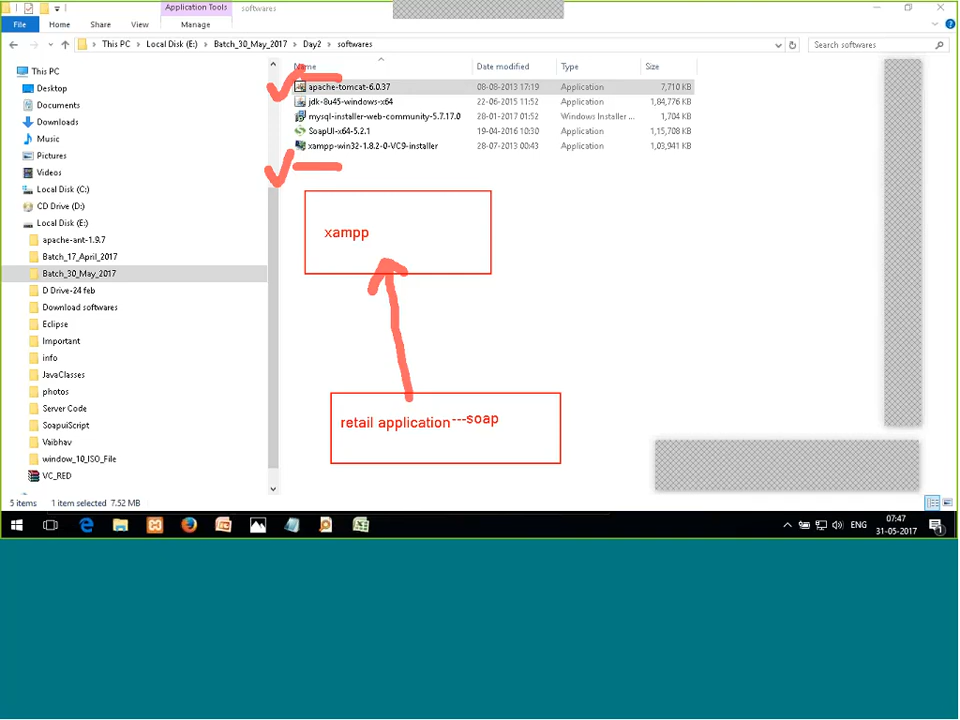 Application Tools softwares
File Home Share View Manage
This PC > Local Disk (E:) > Batch_30_May_2017 > Day2 > softwares
Search softwares
Name Date modified Type Size
apache-tomcat-6.0.37 08-08-2013 17:19 Application 7,710 KB
jdk-8u45-windows-x64 22-06-2015 11:52 Application 1,84,776 KB
mysql-installer-web-community-5.7.17.0 28-01-2017 01:52 Windows Installer ... 1,704 KB
SoapUI-x64-5.2.1 19-04-2016 10:30 Application 1,15,708 KB
xampp-win32-1.8.2-0-VC9-installer 28-07-2013 00:43 Application 1,03,941 KB
This PC
Desktop
Documents
Downloads
Music
Pictures
Videos
Local Disk (C:)
CD Drive (D:)
Local Disk (E:)
apache-ant-1.9.7
Batch_17_April_2017
Batch_30_May_2017
D Drive-24 feb
Download softwares
Eclipse
Important
info
JavaClasses
photos
Server Code
SoapuiScript
Vaibhav
window_10_ISO_File
VC_RED
xampp
retail application---soap
5 items 1 item selected 7.52 MB
ENG
07:47
31-05-2017
1